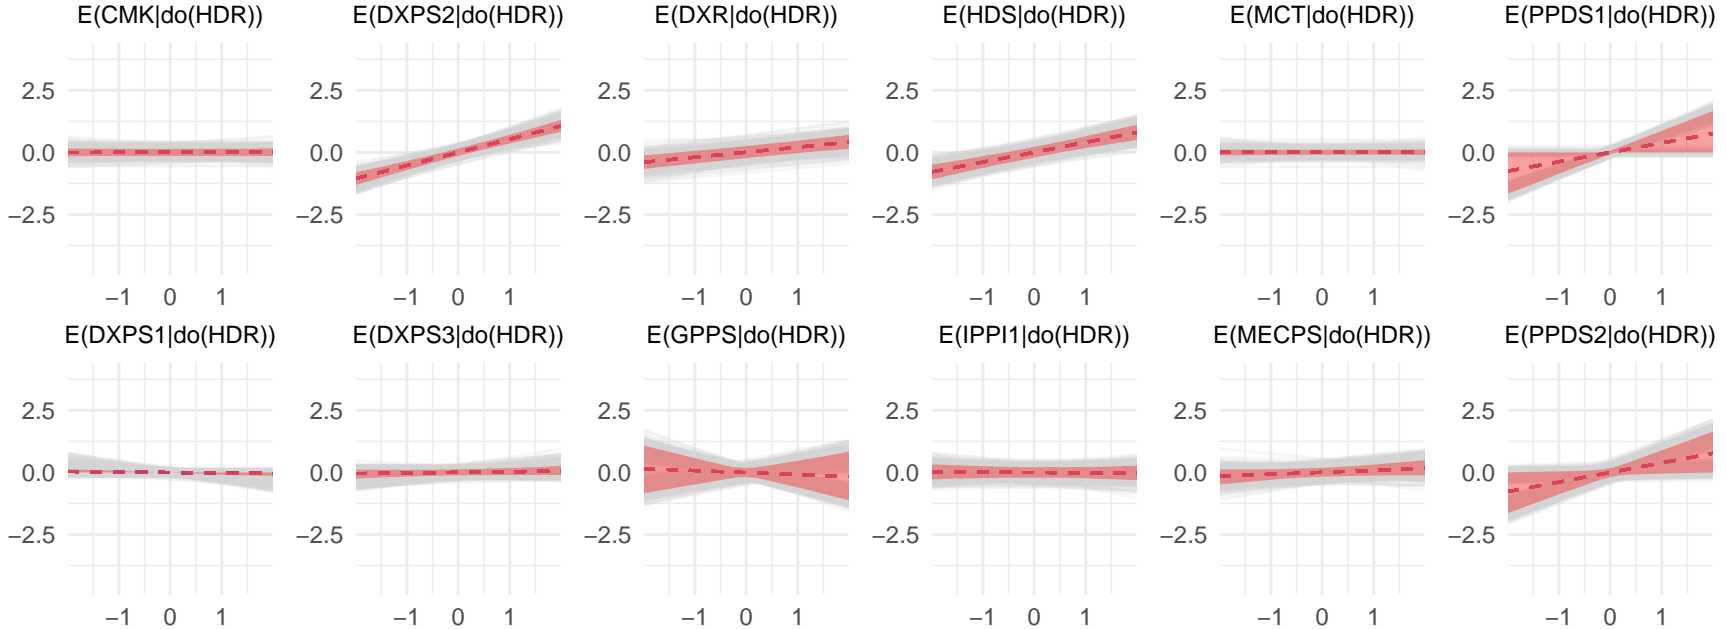 E(CMK|do(HDR)) E(DXPS2|do(HDR)) E(DXR|do(HDR)) E(HDS|do(HDR)) E(MCT|do(HDR)) E(PPDS1|do(HDR))
2.5 2.5 2.5 2.5 2.5 2.5
0.0 0.0 0.0 0.0 0.0 0.0
−2.5 −2.5 −2.5 −2.5 −2.5 −2.5
−1 0 1 −1 0 1 −1 0 1 −1 0 1 −1 0 1 −1 0 1
E(DXPS1|do(HDR)) E(DXPS3|do(HDR)) E(GPPS|do(HDR)) E(IPPI1|do(HDR)) E(MECPS|do(HDR)) E(PPDS2|do(HDR))
2.5 2.5 2.5 2.5 2.5 2.5
0.0 0.0 0.0 0.0 0.0 0.0
−2.5 −2.5 −2.5 −2.5 −2.5 −2.5
−1 0 1 −1 0 1 −1 0 1 −1 0 1 −1 0 1 −1 0 1